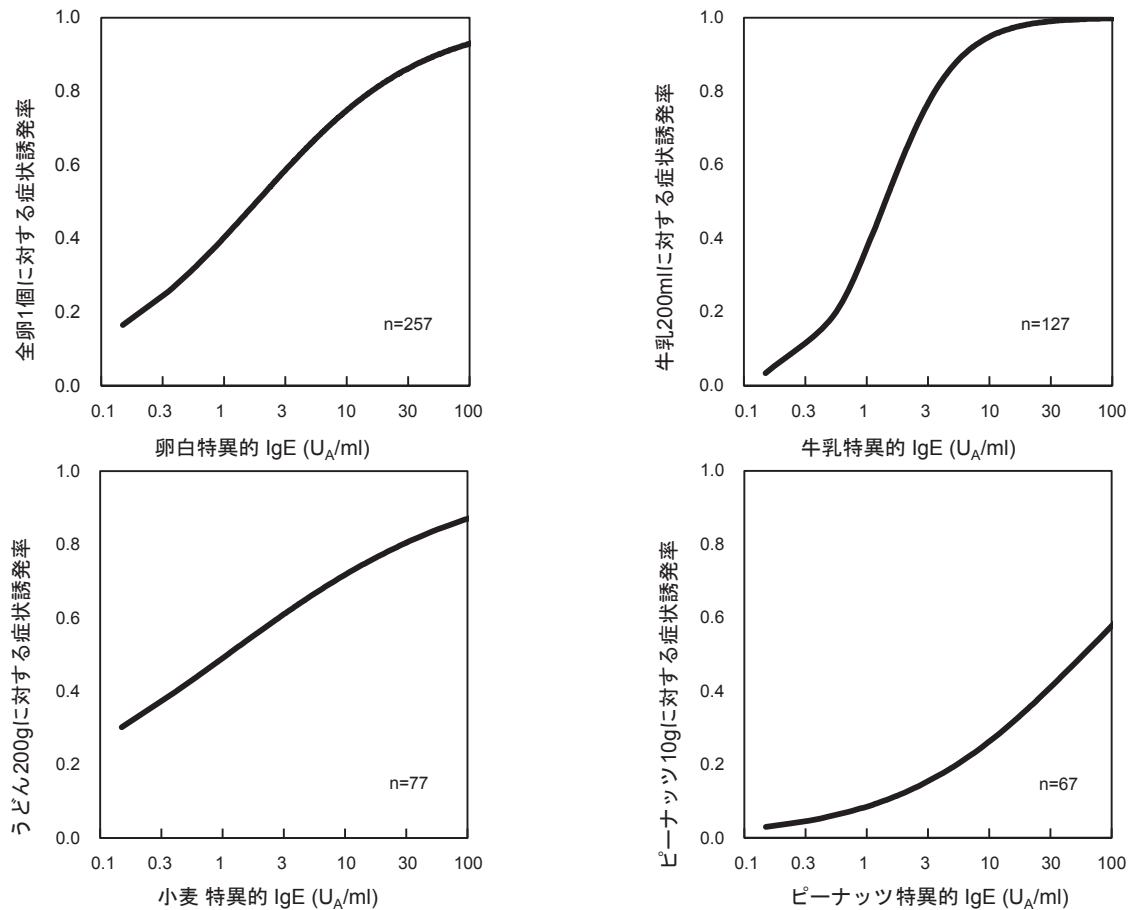 全卵1個に対する症状誘発率
1.0
0.8
0.6
0.4
0.2
0.0
n=257
0.1 0.3 1 3 10 30 100
卵白特異的 IgE (UA/ml)
牛乳200mlに対する症状誘発率
1.0
0.8
0.6
0.4
0.2
0.0
n=127
0.1 0.3 1 3 10 30 100
牛乳特異的 IgE (UA/ml)
うどん200gに対する症状誘発率
1.0
0.8
0.6
0.4
0.2
0.0
n=77
0.1 0.3 1 3 10 30 100
小麦 特異的 IgE (UA/ml)
ピーナッツ10gに対する症状誘発率
1.0
0.8
0.6
0.4
0.2
0.0
n=67
0.1 0.3 1 3 10 30 100
ピーナッツ特異的 IgE (UA/ml)